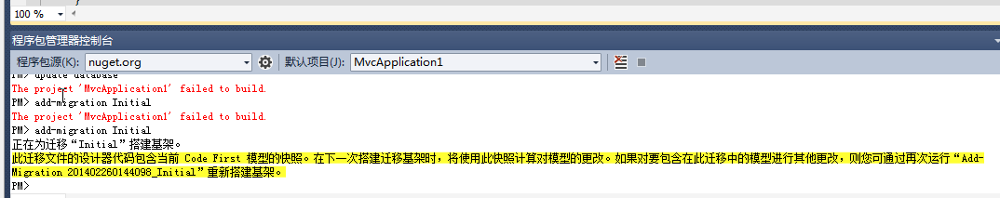 100 %
程序包管理器控制台
程序包源(K): nuget.org 默认项目(J): MvcApplication1
PM> update database
The project 'MvcApplication1' failed to build.
PM> add-migration Initial
The project 'MvcApplication1' failed to build.
PM> add-migration Initial
正在为迁移“Initial”搭建基架。
此迁移文件的设计器代码包含当前 Code First 模型的快照。在下一次搭建迁移基架时，将使用此快照计算对模型的更改。如果对要包含在此迁移中的模型进行其他更改，则您可通过再次运行“Add-
Migration 201402260144098_Initial”重新搭建基架。
PM>